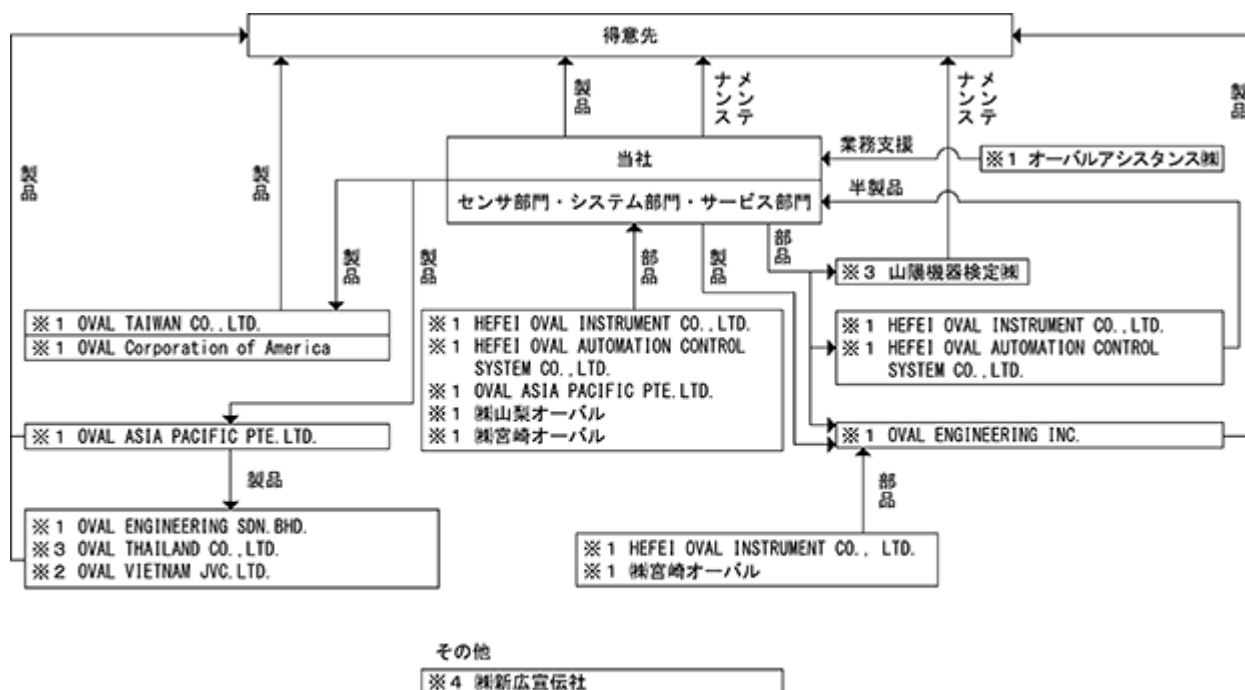 得意先
製品
メンテナンス
メンテナンス
製品
製品
製品
当社
業務支援
※1 オーバルアシスタンス㈱
センサ部門・システム部門・サービス部門
半製品
製品
製品
部品
製品
部品
※3 山陽機器検定㈱
※1 OVAL TAIWAN CO.,LTD.
※1 OVAL Corporation of America
※1 HEFEI OVAL INSTRUMENT CO.,LTD.
※1 HEFEI OVAL AUTOMATION CONTROL
SYSTEM CO.,LTD.
※1 OVAL ASIA PACIFIC PTE.LTD.
※1 ㈱山梨オーバル
※1 ㈱宮崎オーバル
※1 HEFEI OVAL INSTRUMENT CO.,LTD.
※1 HEFEI OVAL AUTOMATION CONTROL
SYSTEM CO.,LTD.
※1 OVAL ASIA PACIFIC PTE.LTD.
※1 OVAL ENGINEERING INC.
製品
部品
※1 OVAL ENGINEERING SDN.BHD.
※3 OVAL THAILAND CO.,LTD.
※2 OVAL VIETNAM JVC.LTD.
※1 HEFEI OVAL INSTRUMENT CO., LTD.
※1 ㈱宮崎オーバル
その他
※4 ㈱新広宣伝社